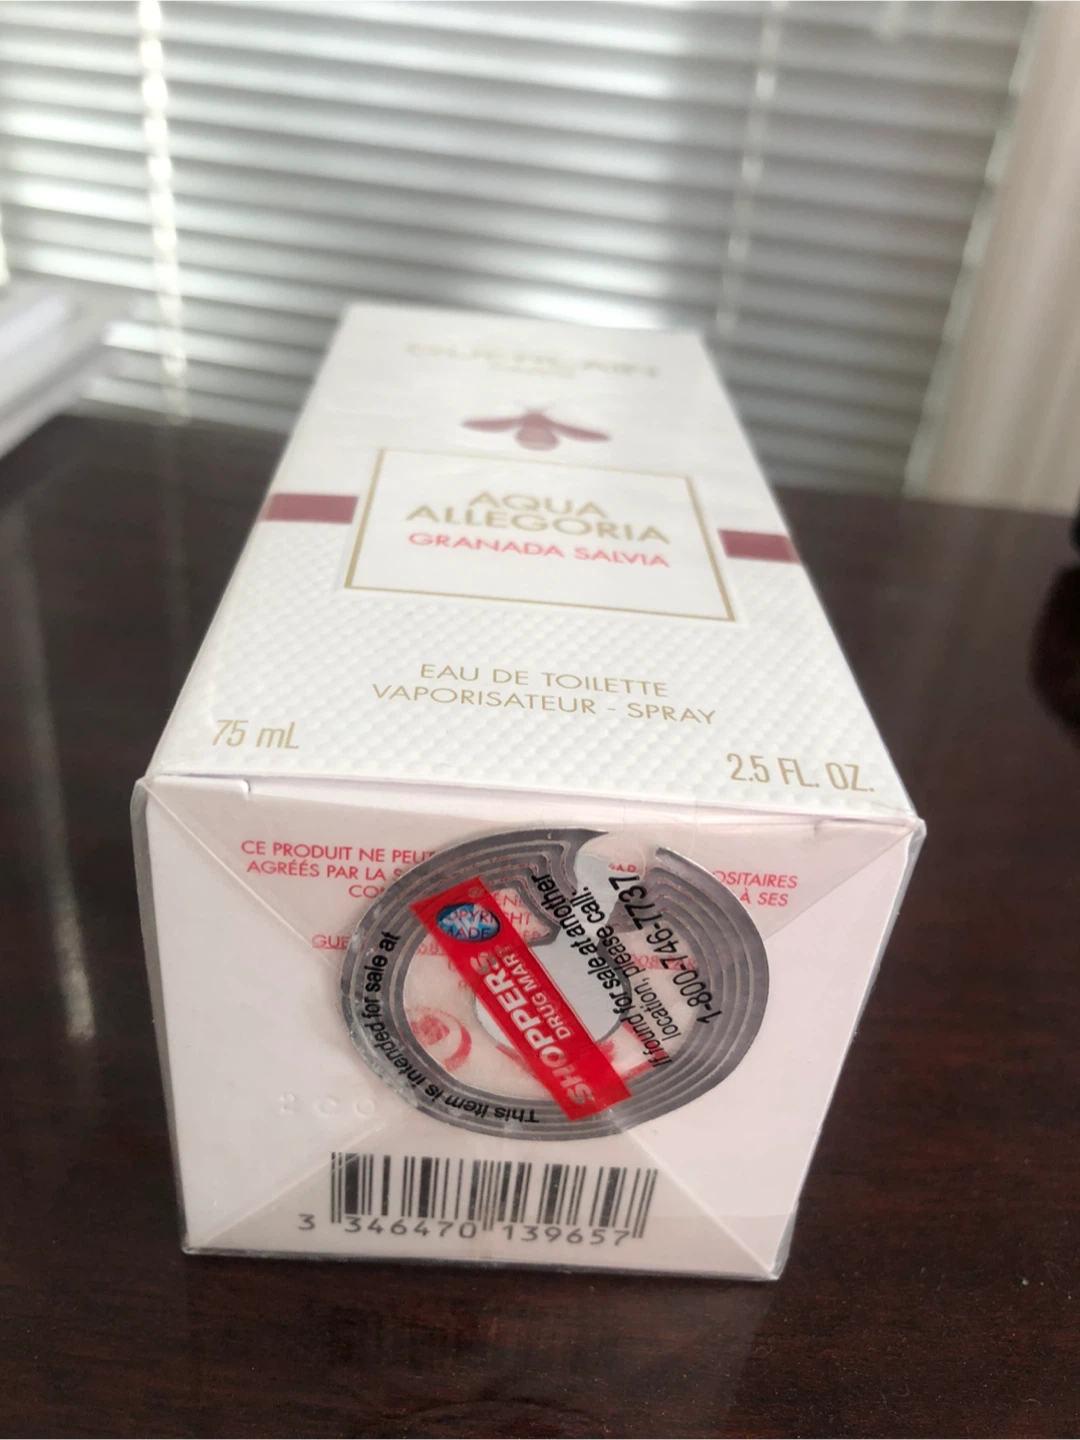 GUERLAIN
AQUA
ALLEGORIA
GRANADA SALVIA
EAU DE TOILETTE
VAPORISATEUR - SPRAY
75 mL
2.5 FL. OZ.
CE PRODUIT NE PEUT
AGRÉÉS PAR LA
OSITAIRES
À SES
This item is intended for sale at
SHOPPERS
DRUG MART
If found for sale at another
location, please call,
1-800-746-7737
3 346470 139657